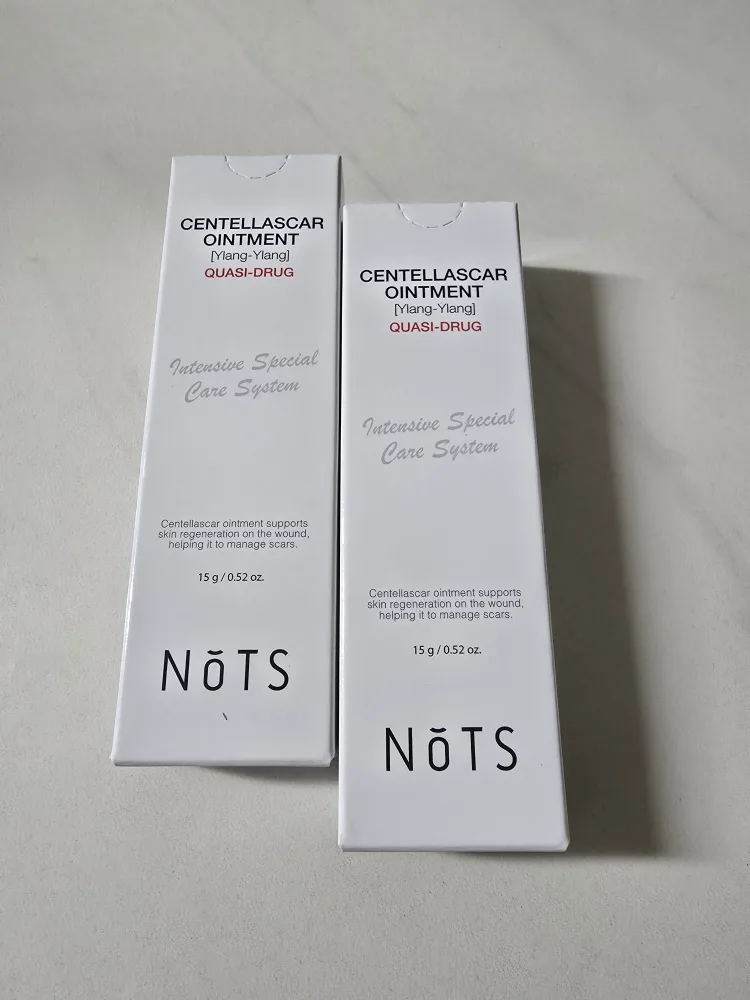 CENTELLASCAR
OINTMENT
[Ylang-Ylang]
QUASI-DRUG
Intensive Special
Care System
Centellascar ointment supports
skin regeneration on the wound,
helping it to manage scars.
15 g / 0.52 oz.
NŏTS
CENTELLASCAR
OINTMENT
[Ylang-Ylang]
QUASI-DRUG
Intensive Special
Care System
Centellascar ointment supports
skin regeneration on the wound,
helping it to manage scars.
15 g / 0.52 oz.
NŏTS